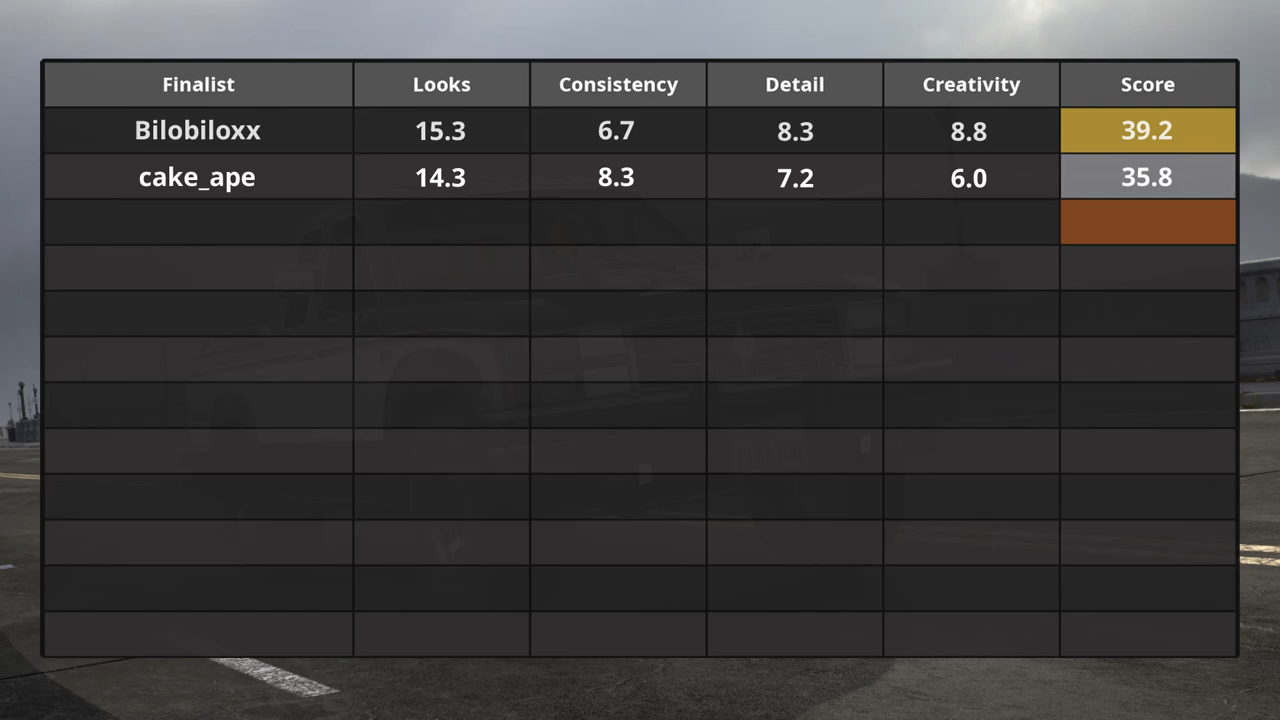 Finalist Looks Consistency Detail Creativity Score
Bilobiloxx 15.3 6.7 8.3 8.8 39.2
cake_ape 14.3 8.3 7.2 6.0 35.8